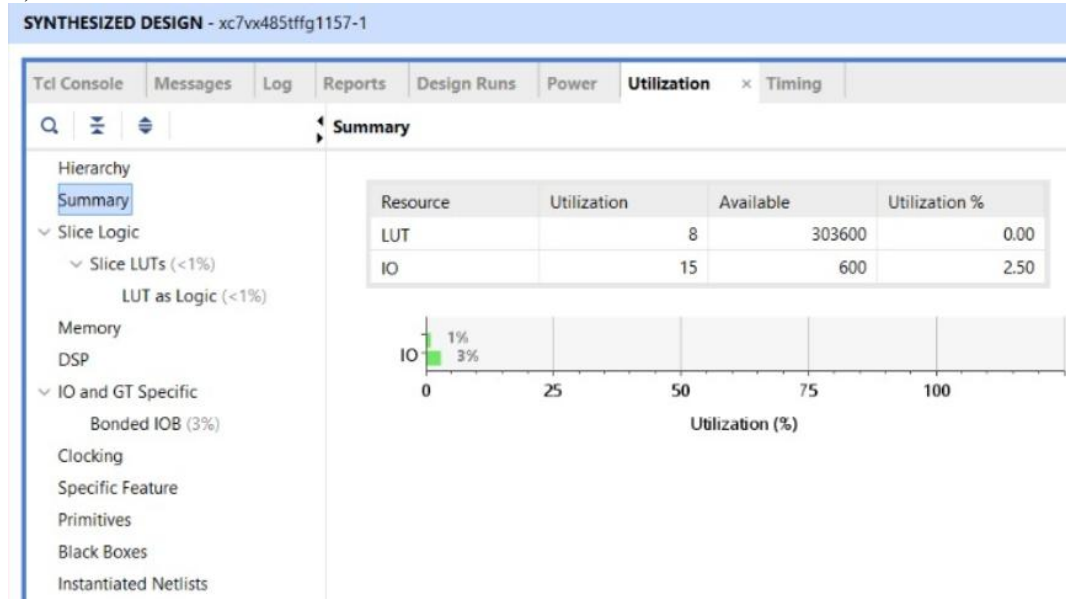 SYNTHESIZED DESIGN - xc7vx485tffg1157-1
Tcl Console Messages Log Reports Design Runs Power Utilization × Timing
Summary
Hierarchy
Summary
Slice Logic
Slice LUTs (<1%)
LUT as Logic (<1%)
Memory
DSP
IO and GT Specific
Bonded IOB (3%)
Clocking
Specific Feature
Primitives
Black Boxes
Instantiated Netlists
Resource Utilization Available Utilization %
LUT 8 303600 0.00
IO 15 600 2.50
1%
IO 3%
0 25 50 75 100
Utilization (%)